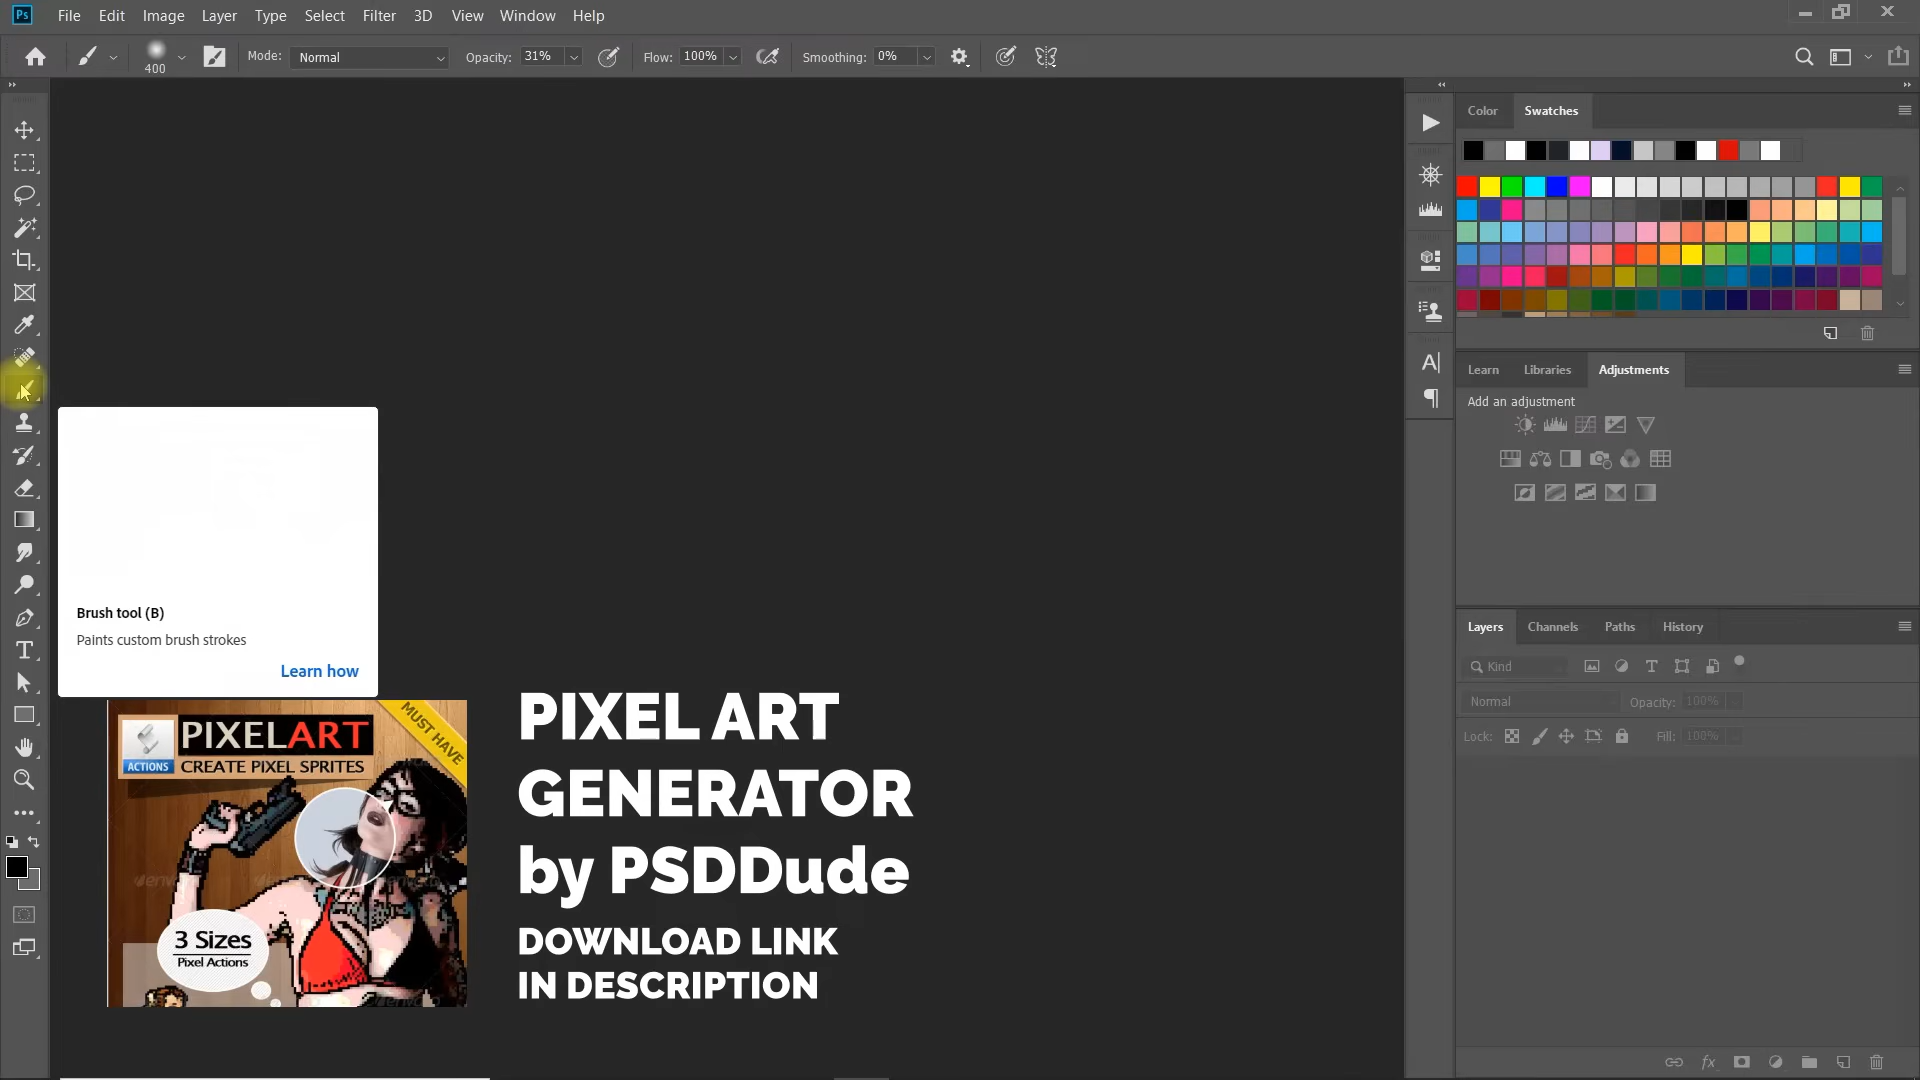 Ps File Edit Image Layer Type Select Filter 3D View Window Help
400 Mode: Normal Opacity: 31% Flow: 100% Smoothing: 0%
Color Swatches
Learn Libraries Adjustments
Add an adjustment
Brush tool (B)
Paints custom brush strokes
Learn how
Layers Channels Paths History
Kind
Normal Opacity: 100%
Lock: Fill: 100%
MUST HAVE
PIXELART
ACTIONS
CREATE PIXEL SPRITES
3 Sizes
Pixel Actions
PIXEL ART
GENERATOR
by PSDDude
DOWNLOAD LINK
IN DESCRIPTION